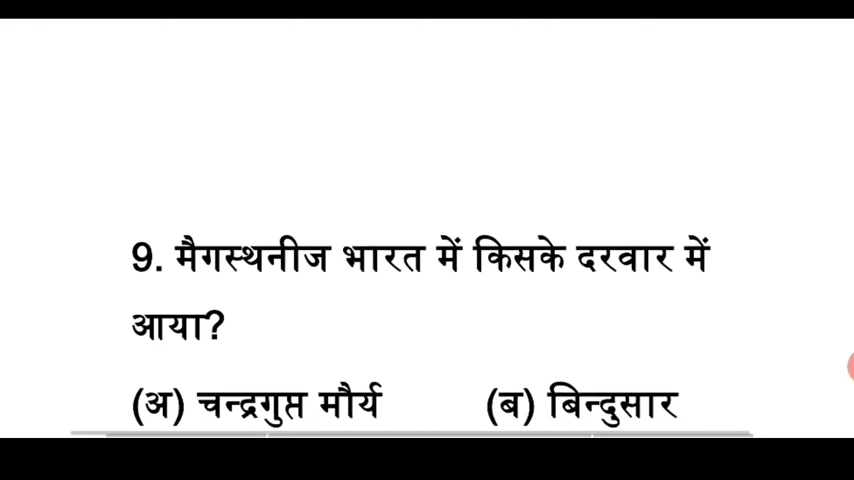 9. मैगस्थनीज भारत में किसके दरवार में
आया?
(अ) चन्द्रगुप्त मौर्य (ब) बिन्दुसार